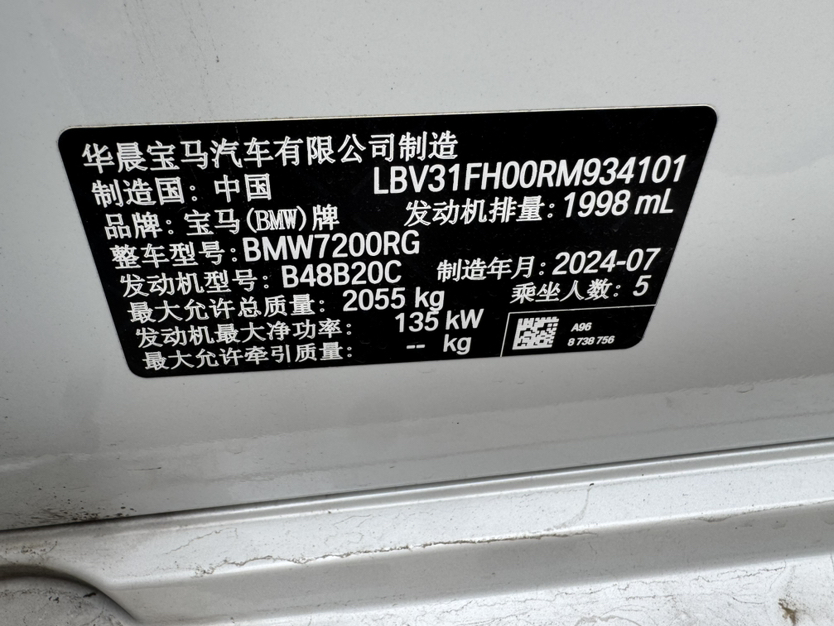 华晨宝马汽车有限公司制造
制造国：中国 LBV31FH00RM934101
品牌：宝马(BMW)牌 发动机排量：1998 mL
整车型号：BMW7200RG
发动机型号：B48B20C 制造年月：2024-07
最大允许总质量：2055 kg 乘坐人数：5
发动机最大净功率：135 kW
最大允许牵引质量：-- kg
A96
8 738 756